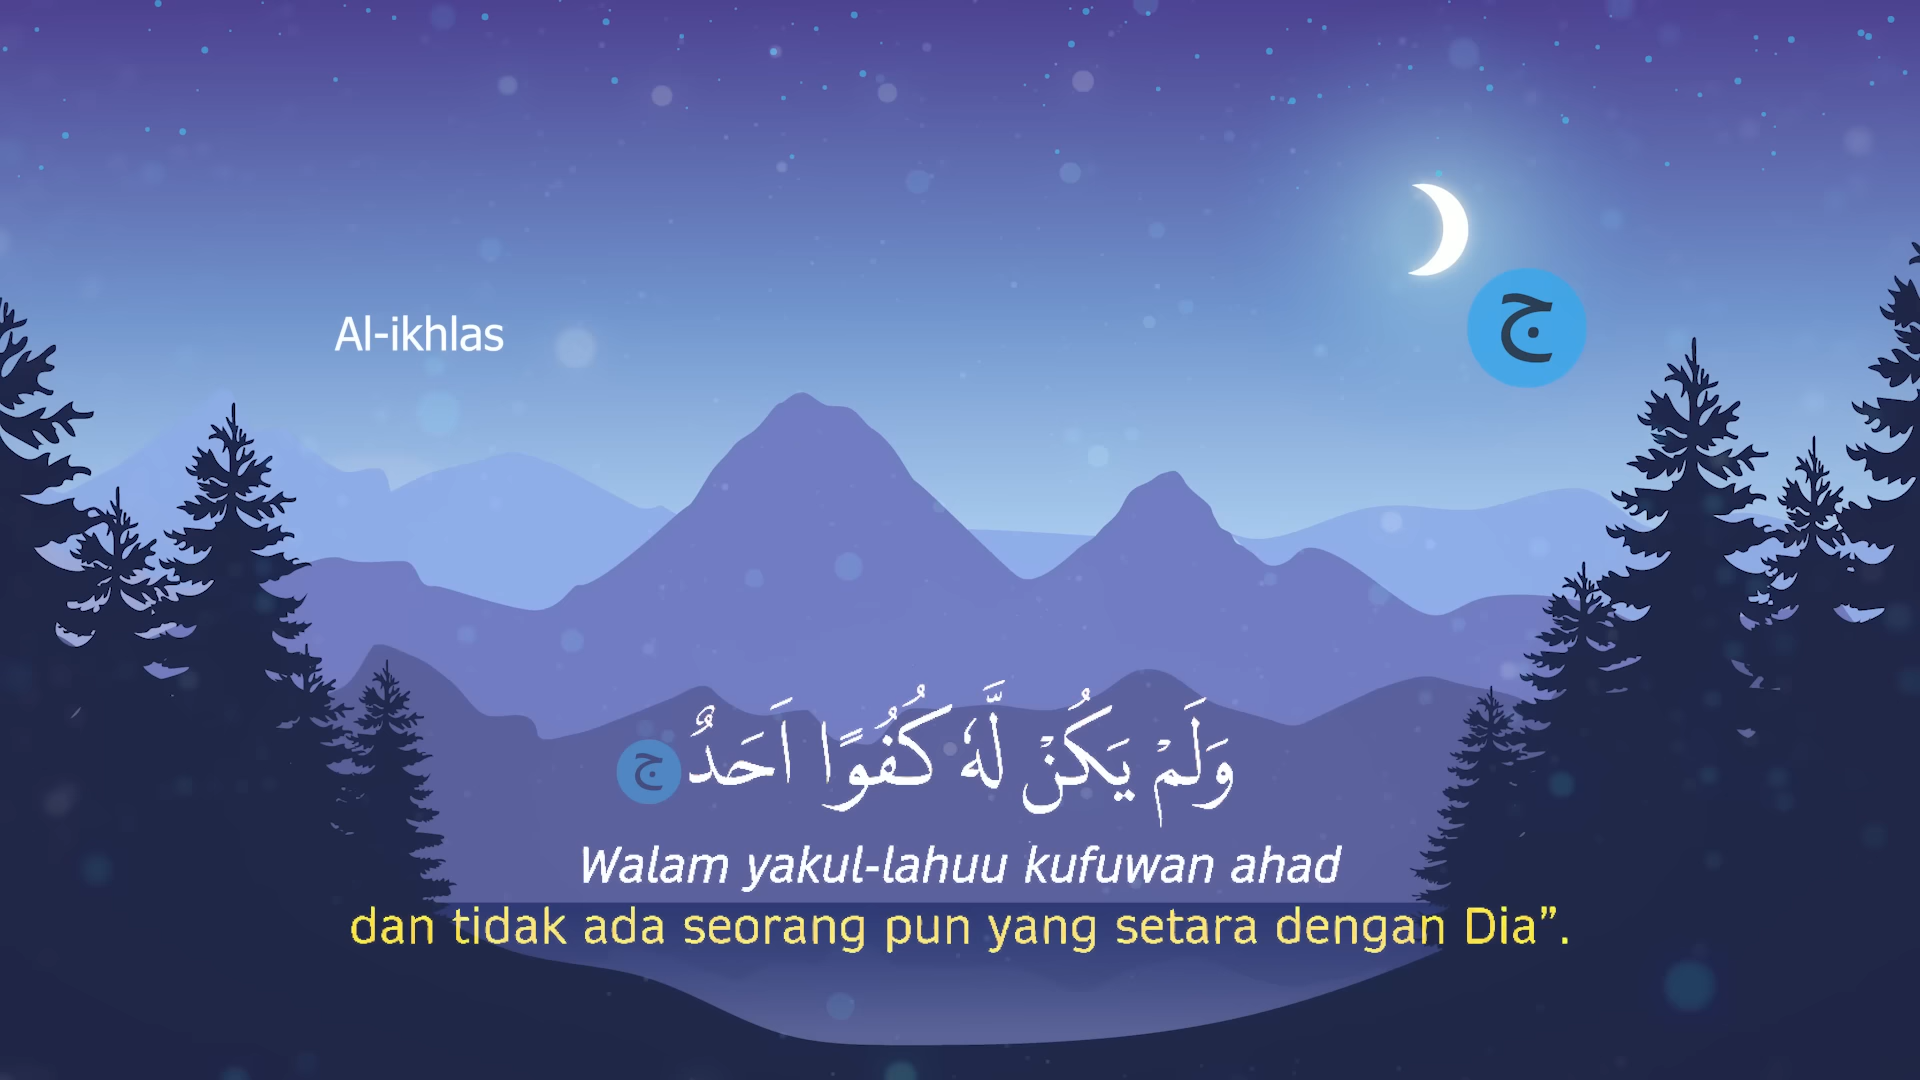 Al-ikhlas
ج
وَلَمْ يَكُنْ لَّهٗ كُفُوًا اَحَدٌ ࣖ ج
Walam yakul-lahuu kufuwan ahad
dan tidak ada seorang pun yang setara dengan Dia”.